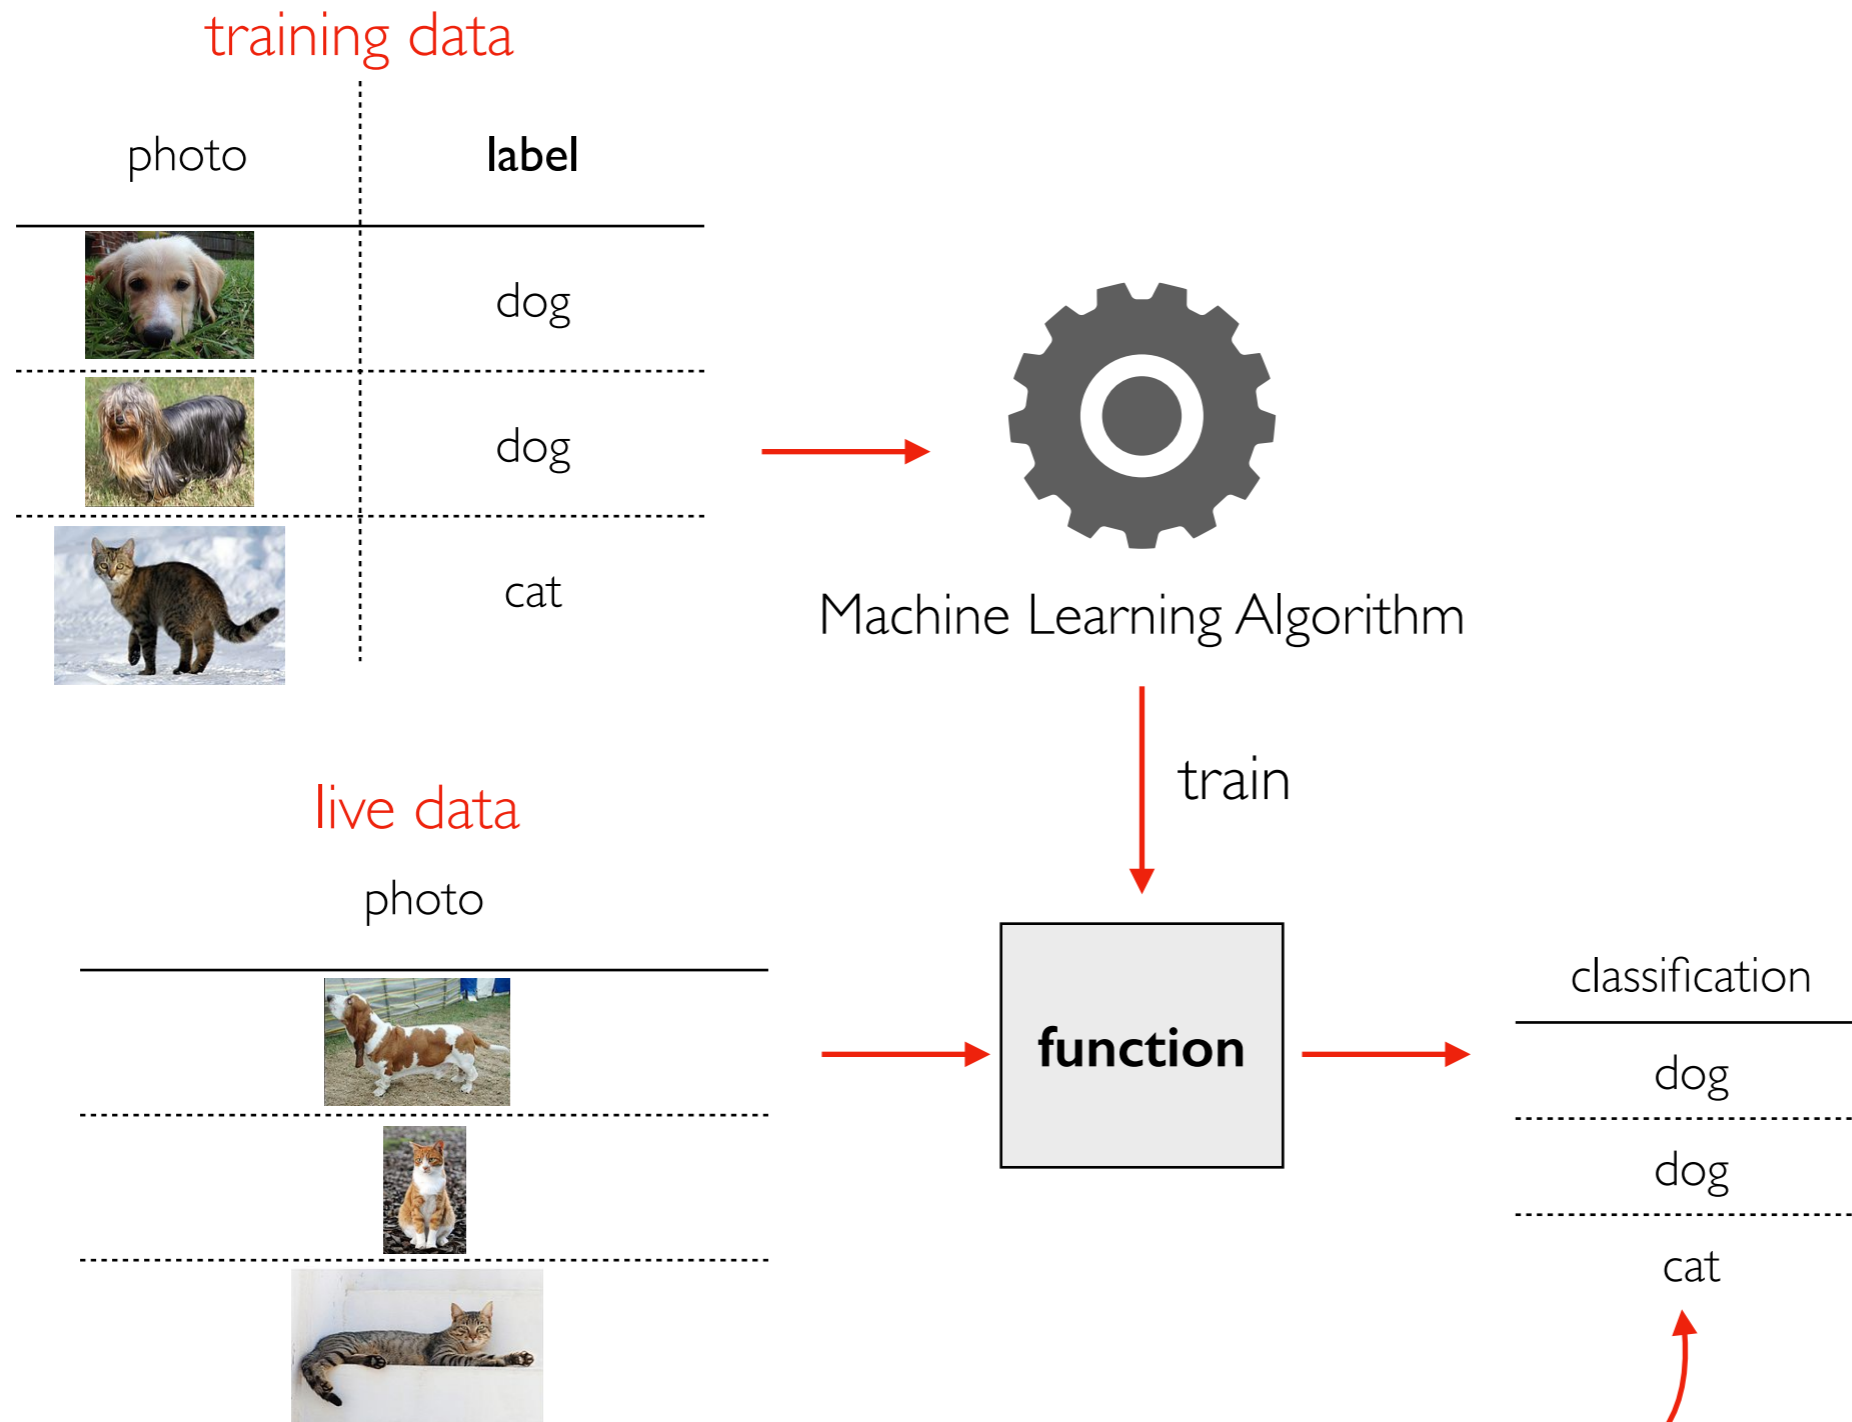 training data
photo label
dog
dog
cat
Machine Learning Algorithm
train
live data
photo
function
classification
dog
dog
cat